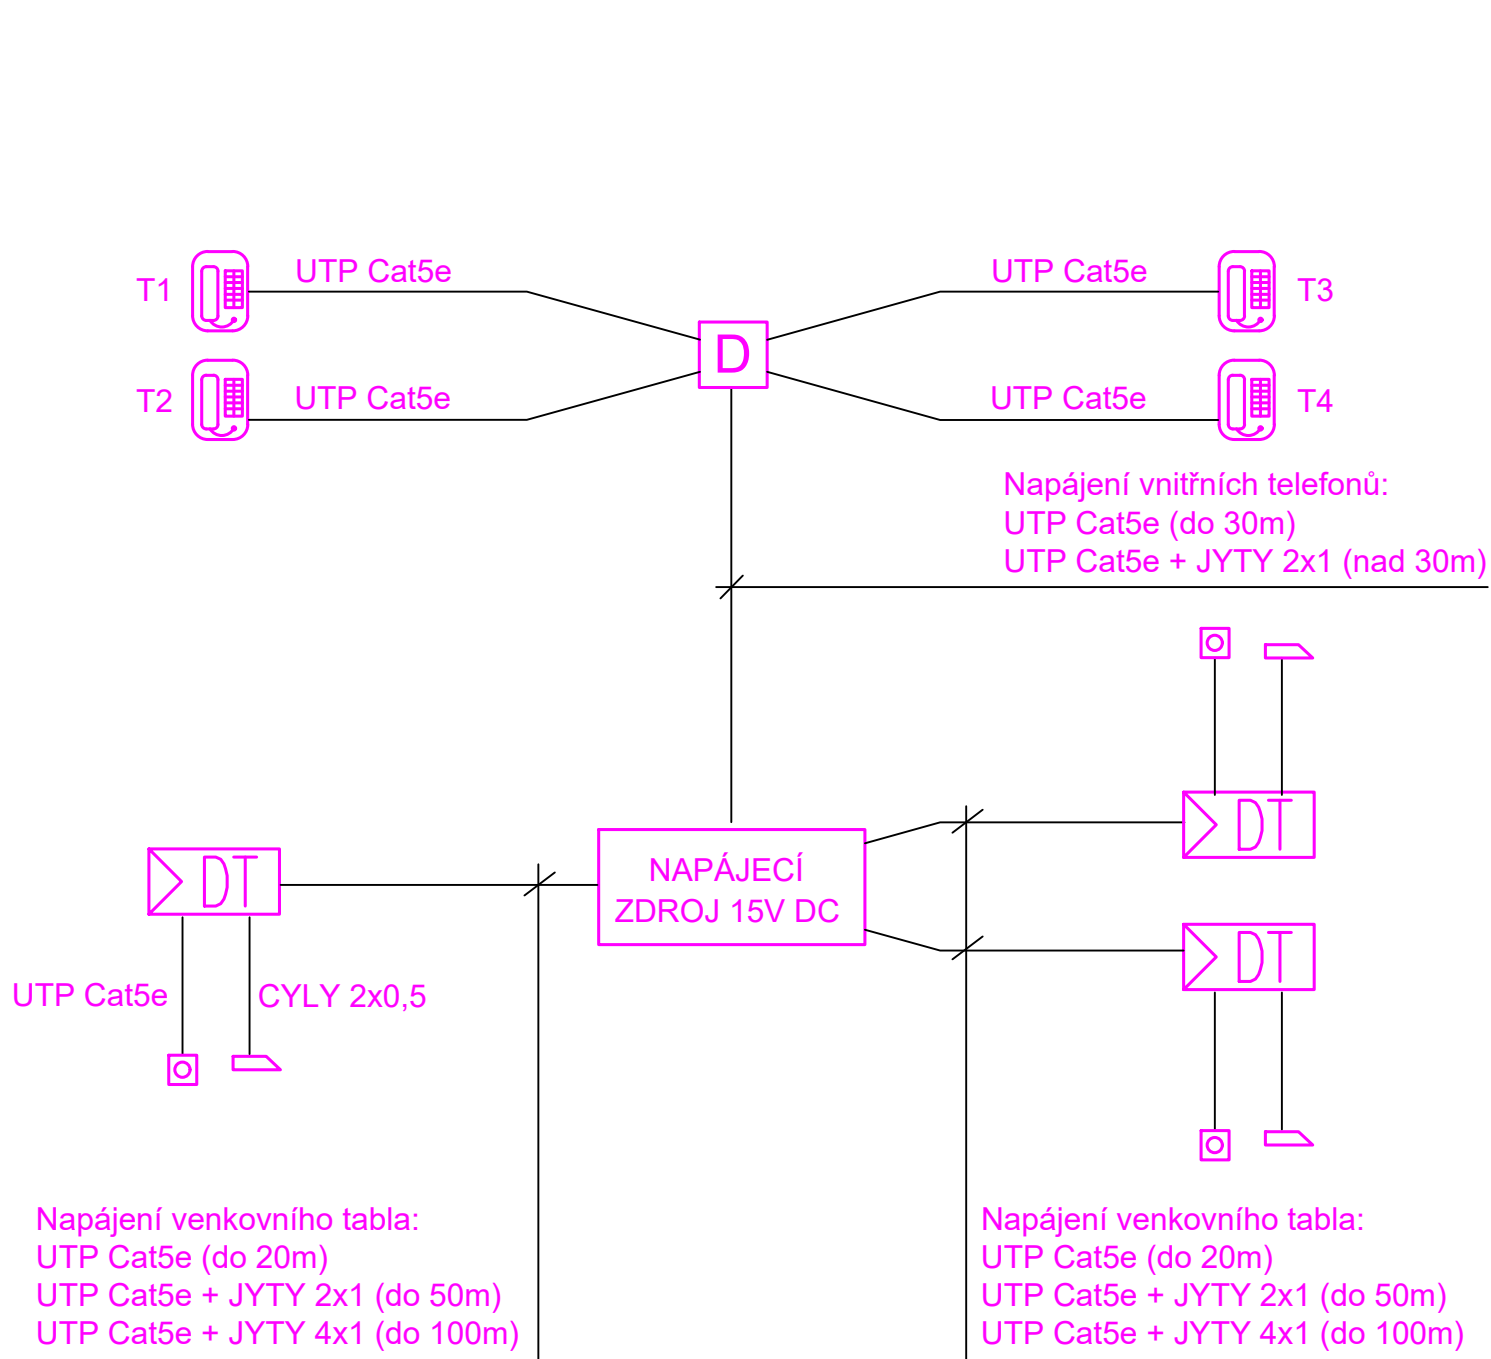 T1
UTP Cat5e
UTP Cat5e
T3
D
T2
UTP Cat5e
UTP Cat5e
T4
Napájení vnitřních telefonů:
UTP Cat5e (do 30m)
UTP Cat5e + JYTY 2x1 (nad 30m)
DT
NAPÁJECÍ
ZDROJ 15V DC
DT
DT
UTP Cat5e
CYLY 2x0,5
Napájení venkovního tabla:
UTP Cat5e (do 20m)
UTP Cat5e + JYTY 2x1 (do 50m)
UTP Cat5e + JYTY 4x1 (do 100m)
Napájení venkovního tabla:
UTP Cat5e (do 20m)
UTP Cat5e + JYTY 2x1 (do 50m)
UTP Cat5e + JYTY 4x1 (do 100m)